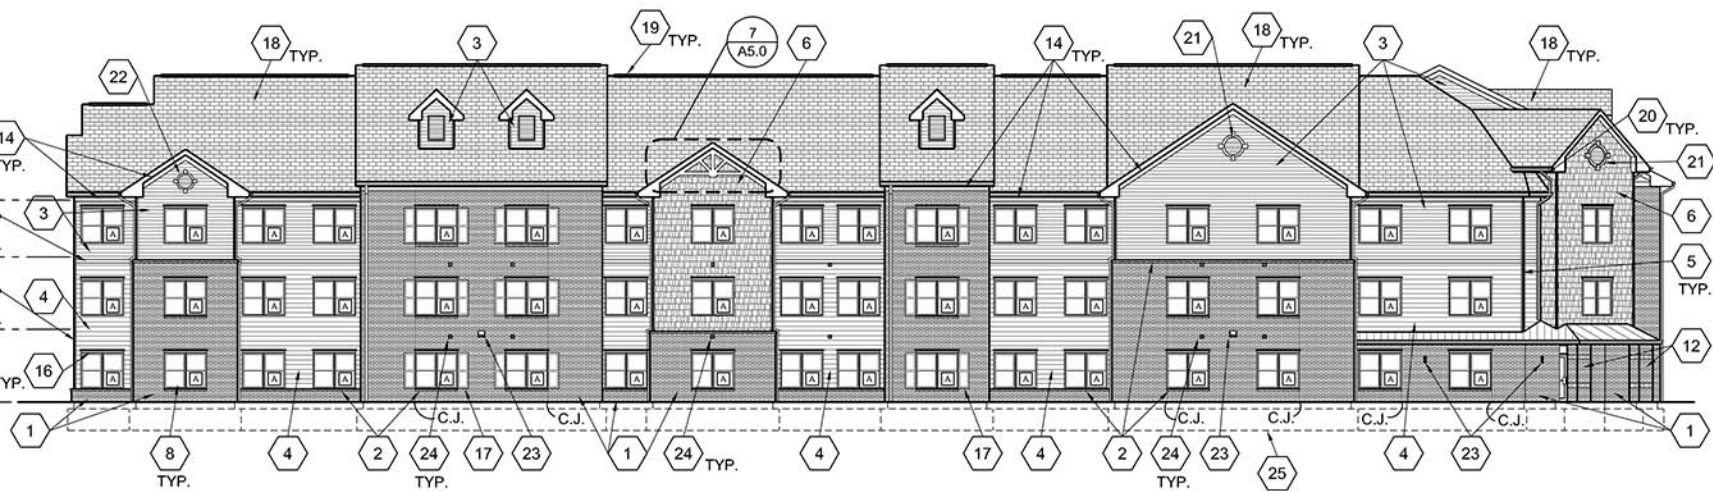 7
A5.0
19 TYP.
18 TYP.
3
6
14 TYP.
21
18 TYP.
3
18 TYP.
22
14
TYP.
20 TYP.
21
3
6
A A A A A A A A A A A A A A A
5
TYP.
4
A A A A A A A A A A A A A A A
16
TYP.
12
A A A A A A A A A A A A A A A
C.J. C.J. C.J. C.J. C.J.
1
8
TYP.
4
2
24
TYP.
17
23
1
24 TYP.
4
17
4
2
24
TYP.
23
25
4
23
1